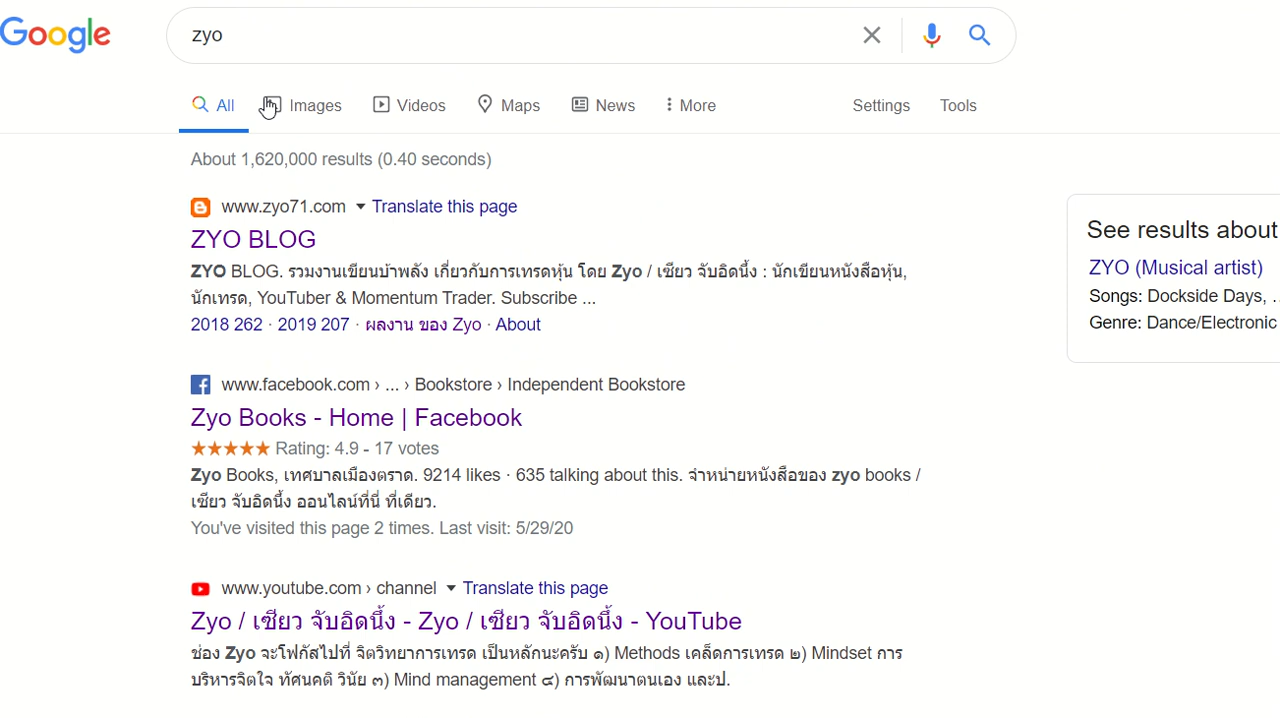 Google
zyo
All Images Videos Maps News More Settings Tools
About 1,620,000 results (0.40 seconds)
www.zyo71.com Translate this page
ZYO BLOG
ZYO BLOG. รวมงานเขียนบ้าพลัง เกี่ยวกับการเทรดหุ้น โดย Zyo / เซียว จับอิดนึ้ง : นักเขียนหนังสือหุ้น,
นักเทรด, YouTuber & Momentum Trader. Subscribe ...
2018 262 · 2019 207 · ผลงาน ของ Zyo · About
www.facebook.com › ... › Bookstore › Independent Bookstore
Zyo Books - Home | Facebook
★★★★★ Rating: 4.9 - 17 votes
Zyo Books, เทศบาลเมืองตราด. 9214 likes · 635 talking about this. จําหน่ายหนังสือของ zyo books /
เซียว จับอิดนึ้ง ออนไลน์ที่นี่ ที่เดียว.
You've visited this page 2 times. Last visit: 5/29/20
www.youtube.com › channel Translate this page
Zyo / เซียว จับอิดนึ้ง - Zyo / เซียว จับอิดนึ้ง - YouTube
ช่อง Zyo จะโฟกัสไปที่ จิตวิทยาการเทรด เป็นหลักนะครับ ๑) Methods เคล็ดการเทรด ๒) Mindset การ
บริหารจิตใจ ทัศนคติ วินัย ๓) Mind management ๔) การพัฒนาตนเอง และป.
See results about
ZYO (Musical artist)
Songs: Dockside Days, ...
Genre: Dance/Electronic